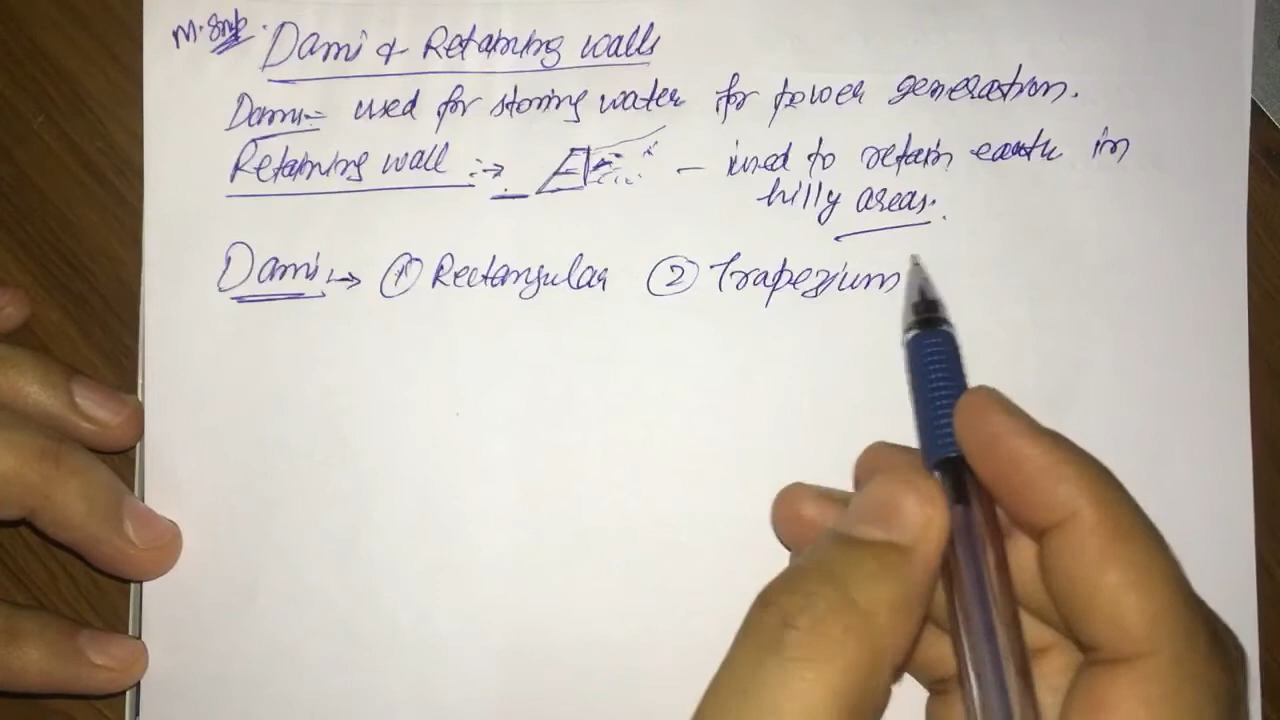 M. Imp.
Dams & Retaining walls
Dams:- used for storing water for power generation.
Retaining wall :→ - used to retain earth in
hilly areas.
Dams → ① Rectangular ② Trapezium